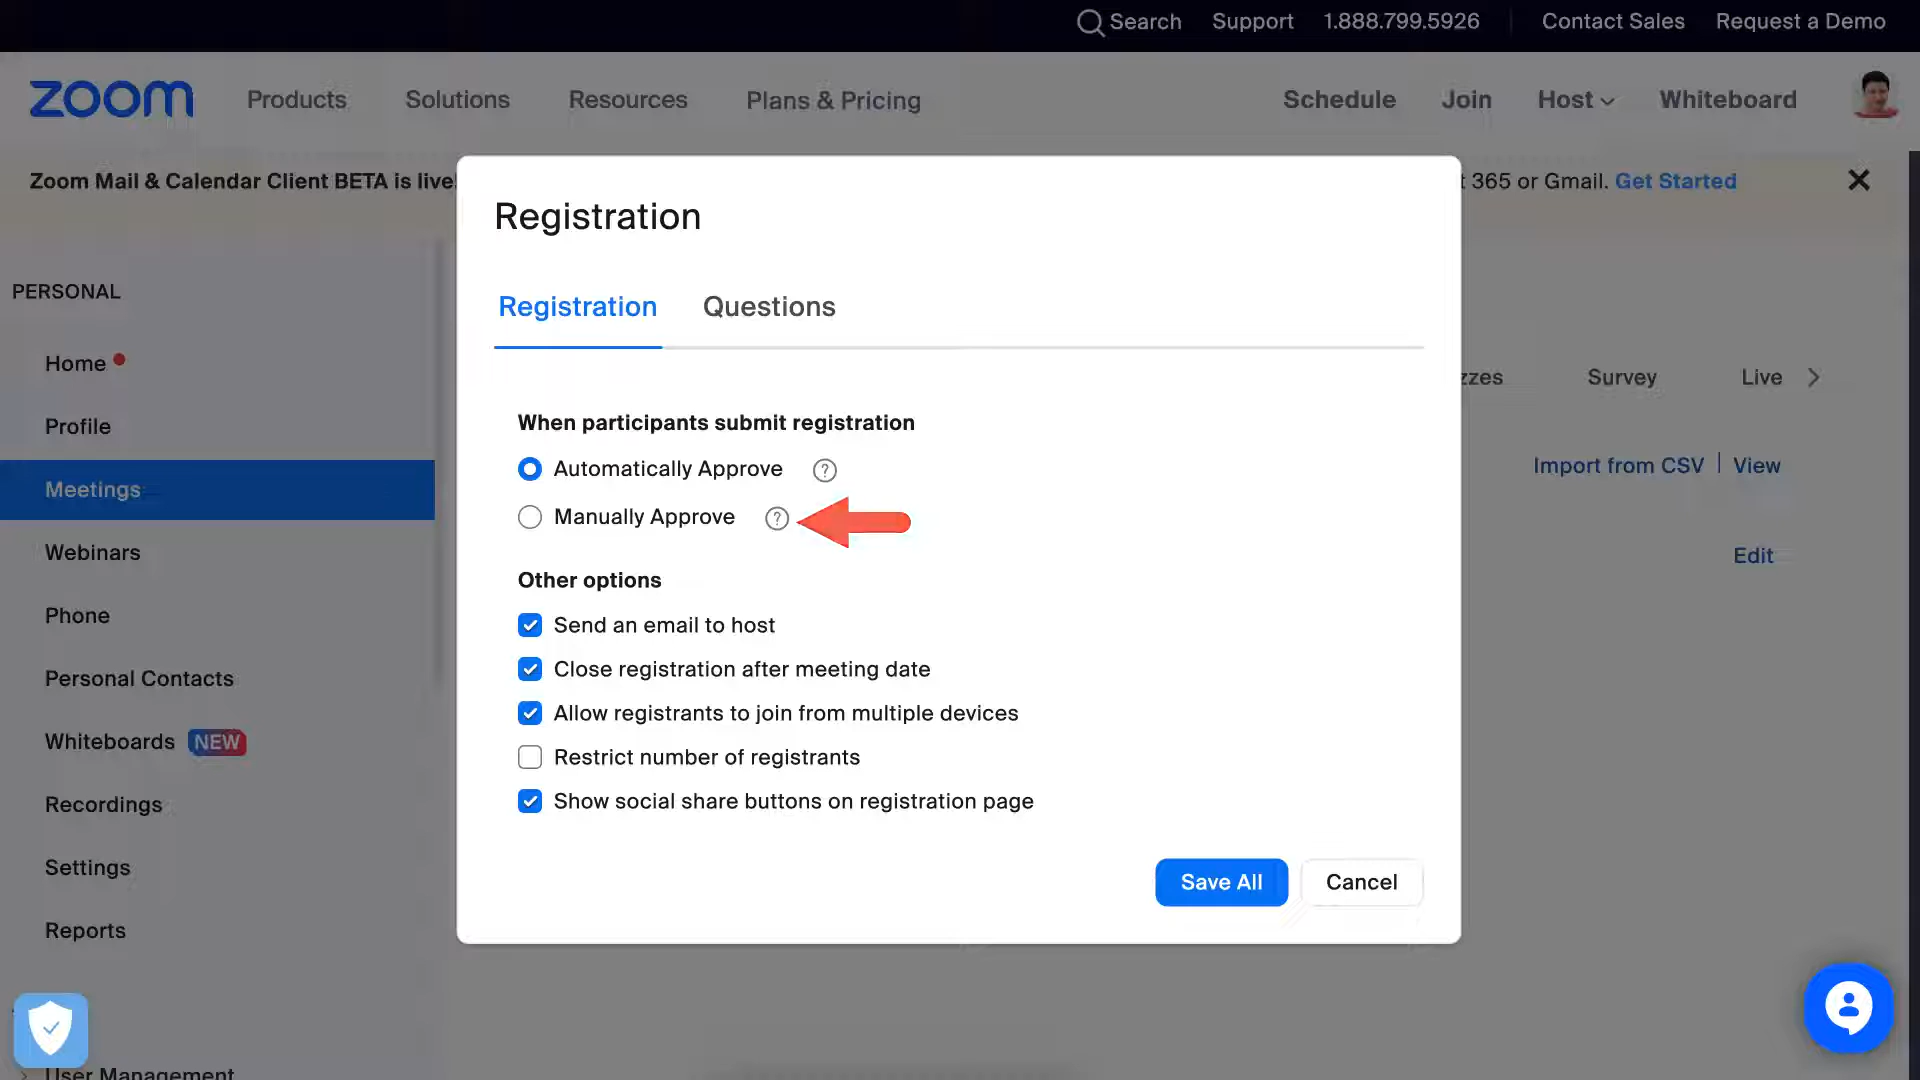 Search Support 1.888.799.5926 Contact Sales Request a Demo
zoom Products Solutions Resources Plans & Pricing Schedule Join Host Whiteboard
Zoom Mail & Calendar Client BETA is live! t 365 or Gmail. Get Started
Registration
Registration Questions
PERSONAL
Home
Profile
Meetings
Webinars
Phone
Personal Contacts
Whiteboards NEW
Recordings
Settings
Reports
User Management
When participants submit registration
Automatically Approve ?
Manually Approve ?
Other options
Send an email to host
Close registration after meeting date
Allow registrants to join from multiple devices
Restrict number of registrants
Show social share buttons on registration page
Save All Cancel
zzes Survey Live
Import from CSV | View
Edit